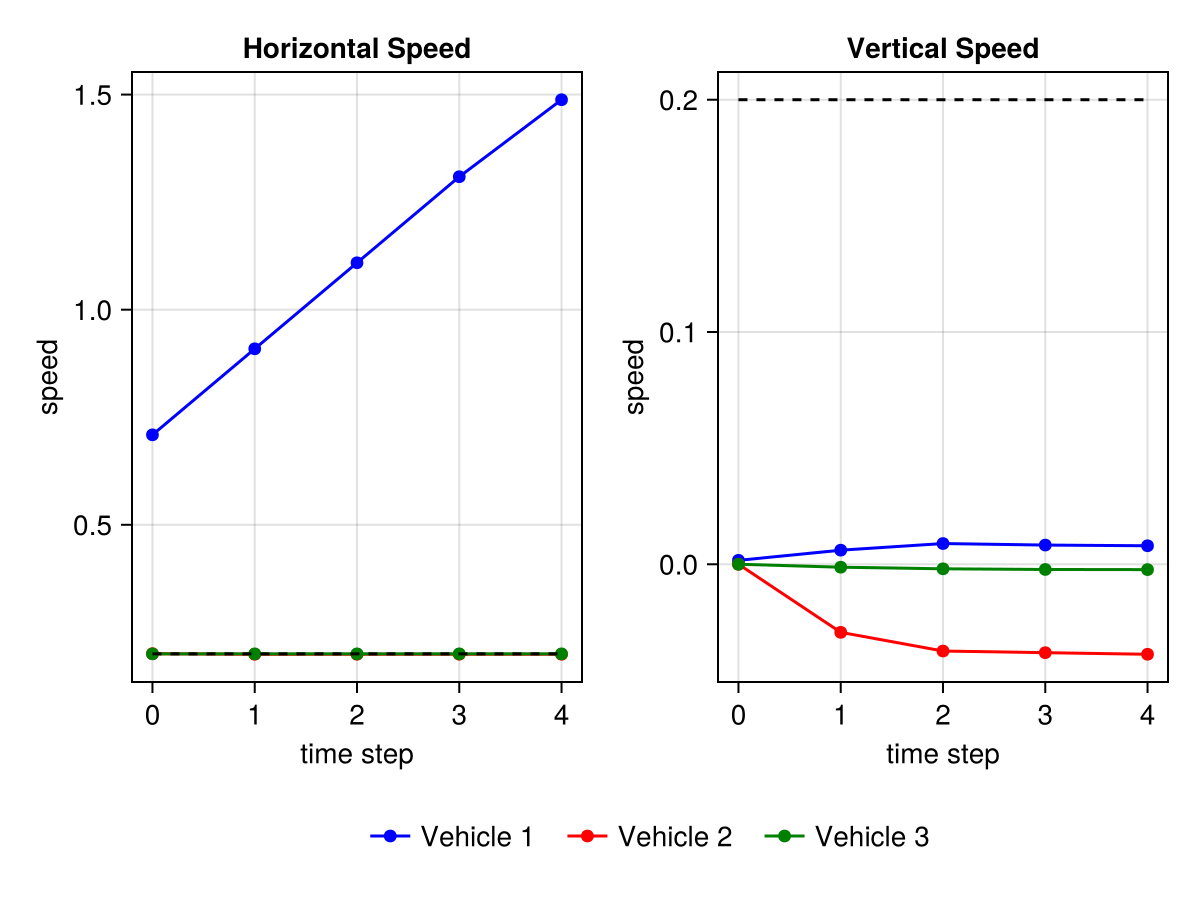 Horizontal Speed
1.5
1.0
0.5
speed
0 1 2 3 4
time step
Vertical Speed
0.2
0.1
0.0
speed
0 1 2 3 4
time step
Vehicle 1 Vehicle 2 Vehicle 3